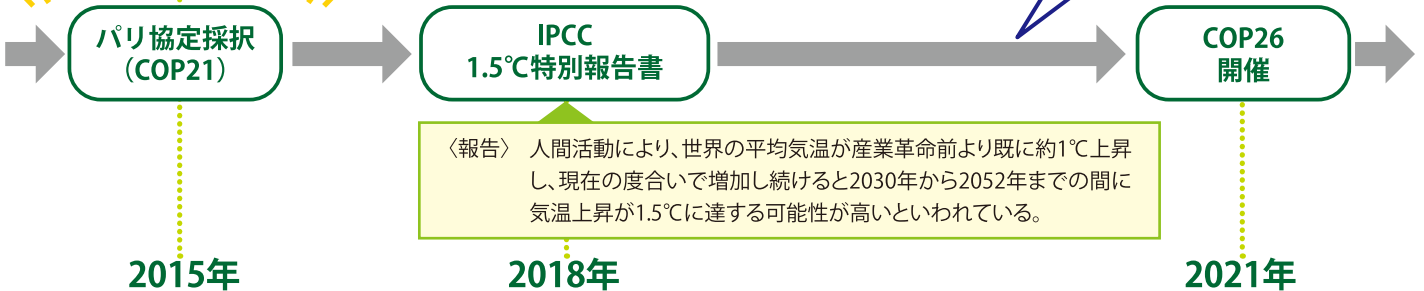 パリ協定採択
（COP21）
IPCC
1.5℃特別報告書
COP26
開催
〈報告〉 人間活動により、世界の平均気温が産業革命前より既に約1℃上昇
し、現在の度合いで増加し続けると2030年から2052年までの間に
気温上昇が1.5℃に達する可能性が高いといわれている。
2015年
2018年
2021年